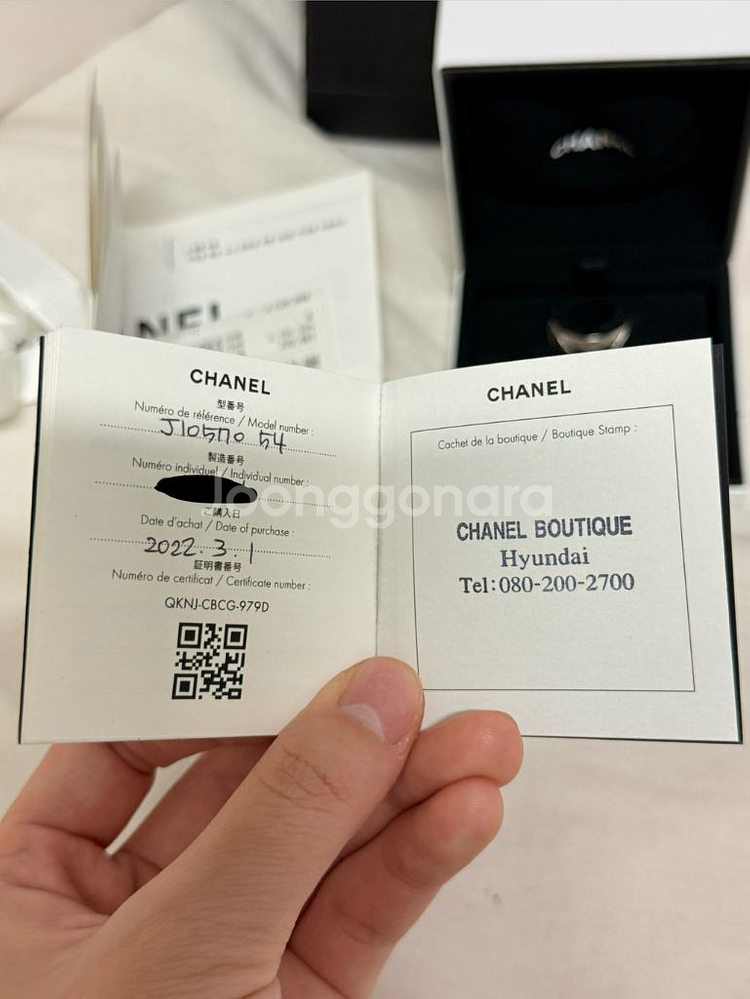 CHANEL
CHANEL
型番号
Numéro de référence / Model number :
J10570 54
製造番号
Numéro individuel / Individual number :
ご購入日
Date d'achat / Date of purchase :
2022. 3. 1
証明書番号
Numéro de certificat / Certificate number :
QKNJ-CBCG-979D
CHANEL
Cachet de la boutique / Boutique Stamp :
CHANEL BOUTIQUE
Hyundai
Tel:080-200-2700
Joonggonara